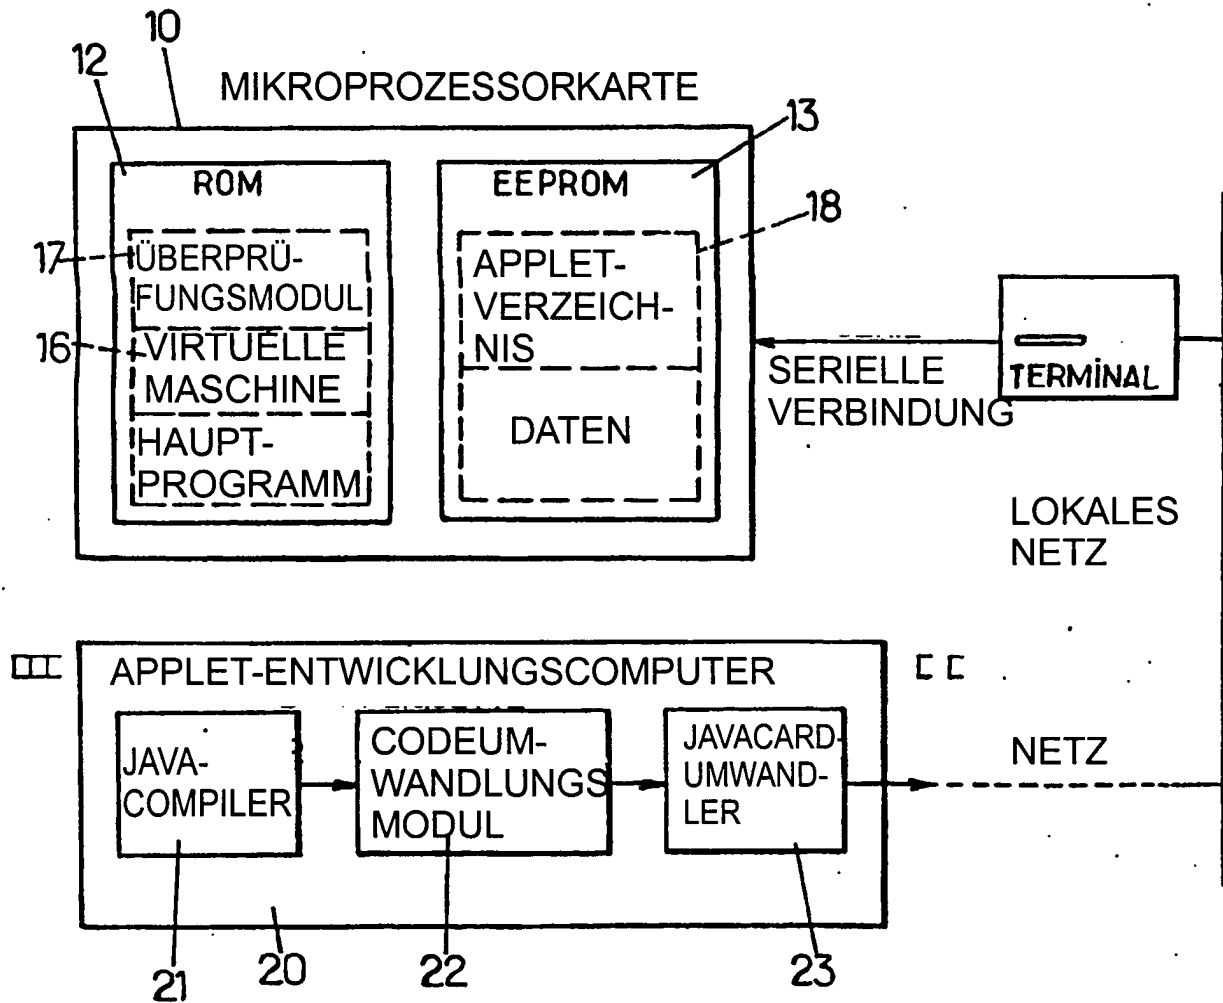 10
12
MIKROPROZESSORKARTE
13
ROM
EEPROM
18
17
ÜBERPRÜ-
FUNGSMODUL
16
VIRTUELLE
MASCHINE
HAUPT-
PROGRAMM
APPLET-
VERZEICH-
NIS
DATEN
SERIELLE
VERBINDUNG
TERMINAL
LOKALES
NETZ
APPLET-ENTWICKLUNGSCOMPUTER
JAVA-
COMPILER
CODEUM-
WANDLUNGS
MODUL
JAVACARD-
UMWAND-
LER
NETZ
21
20
22
23